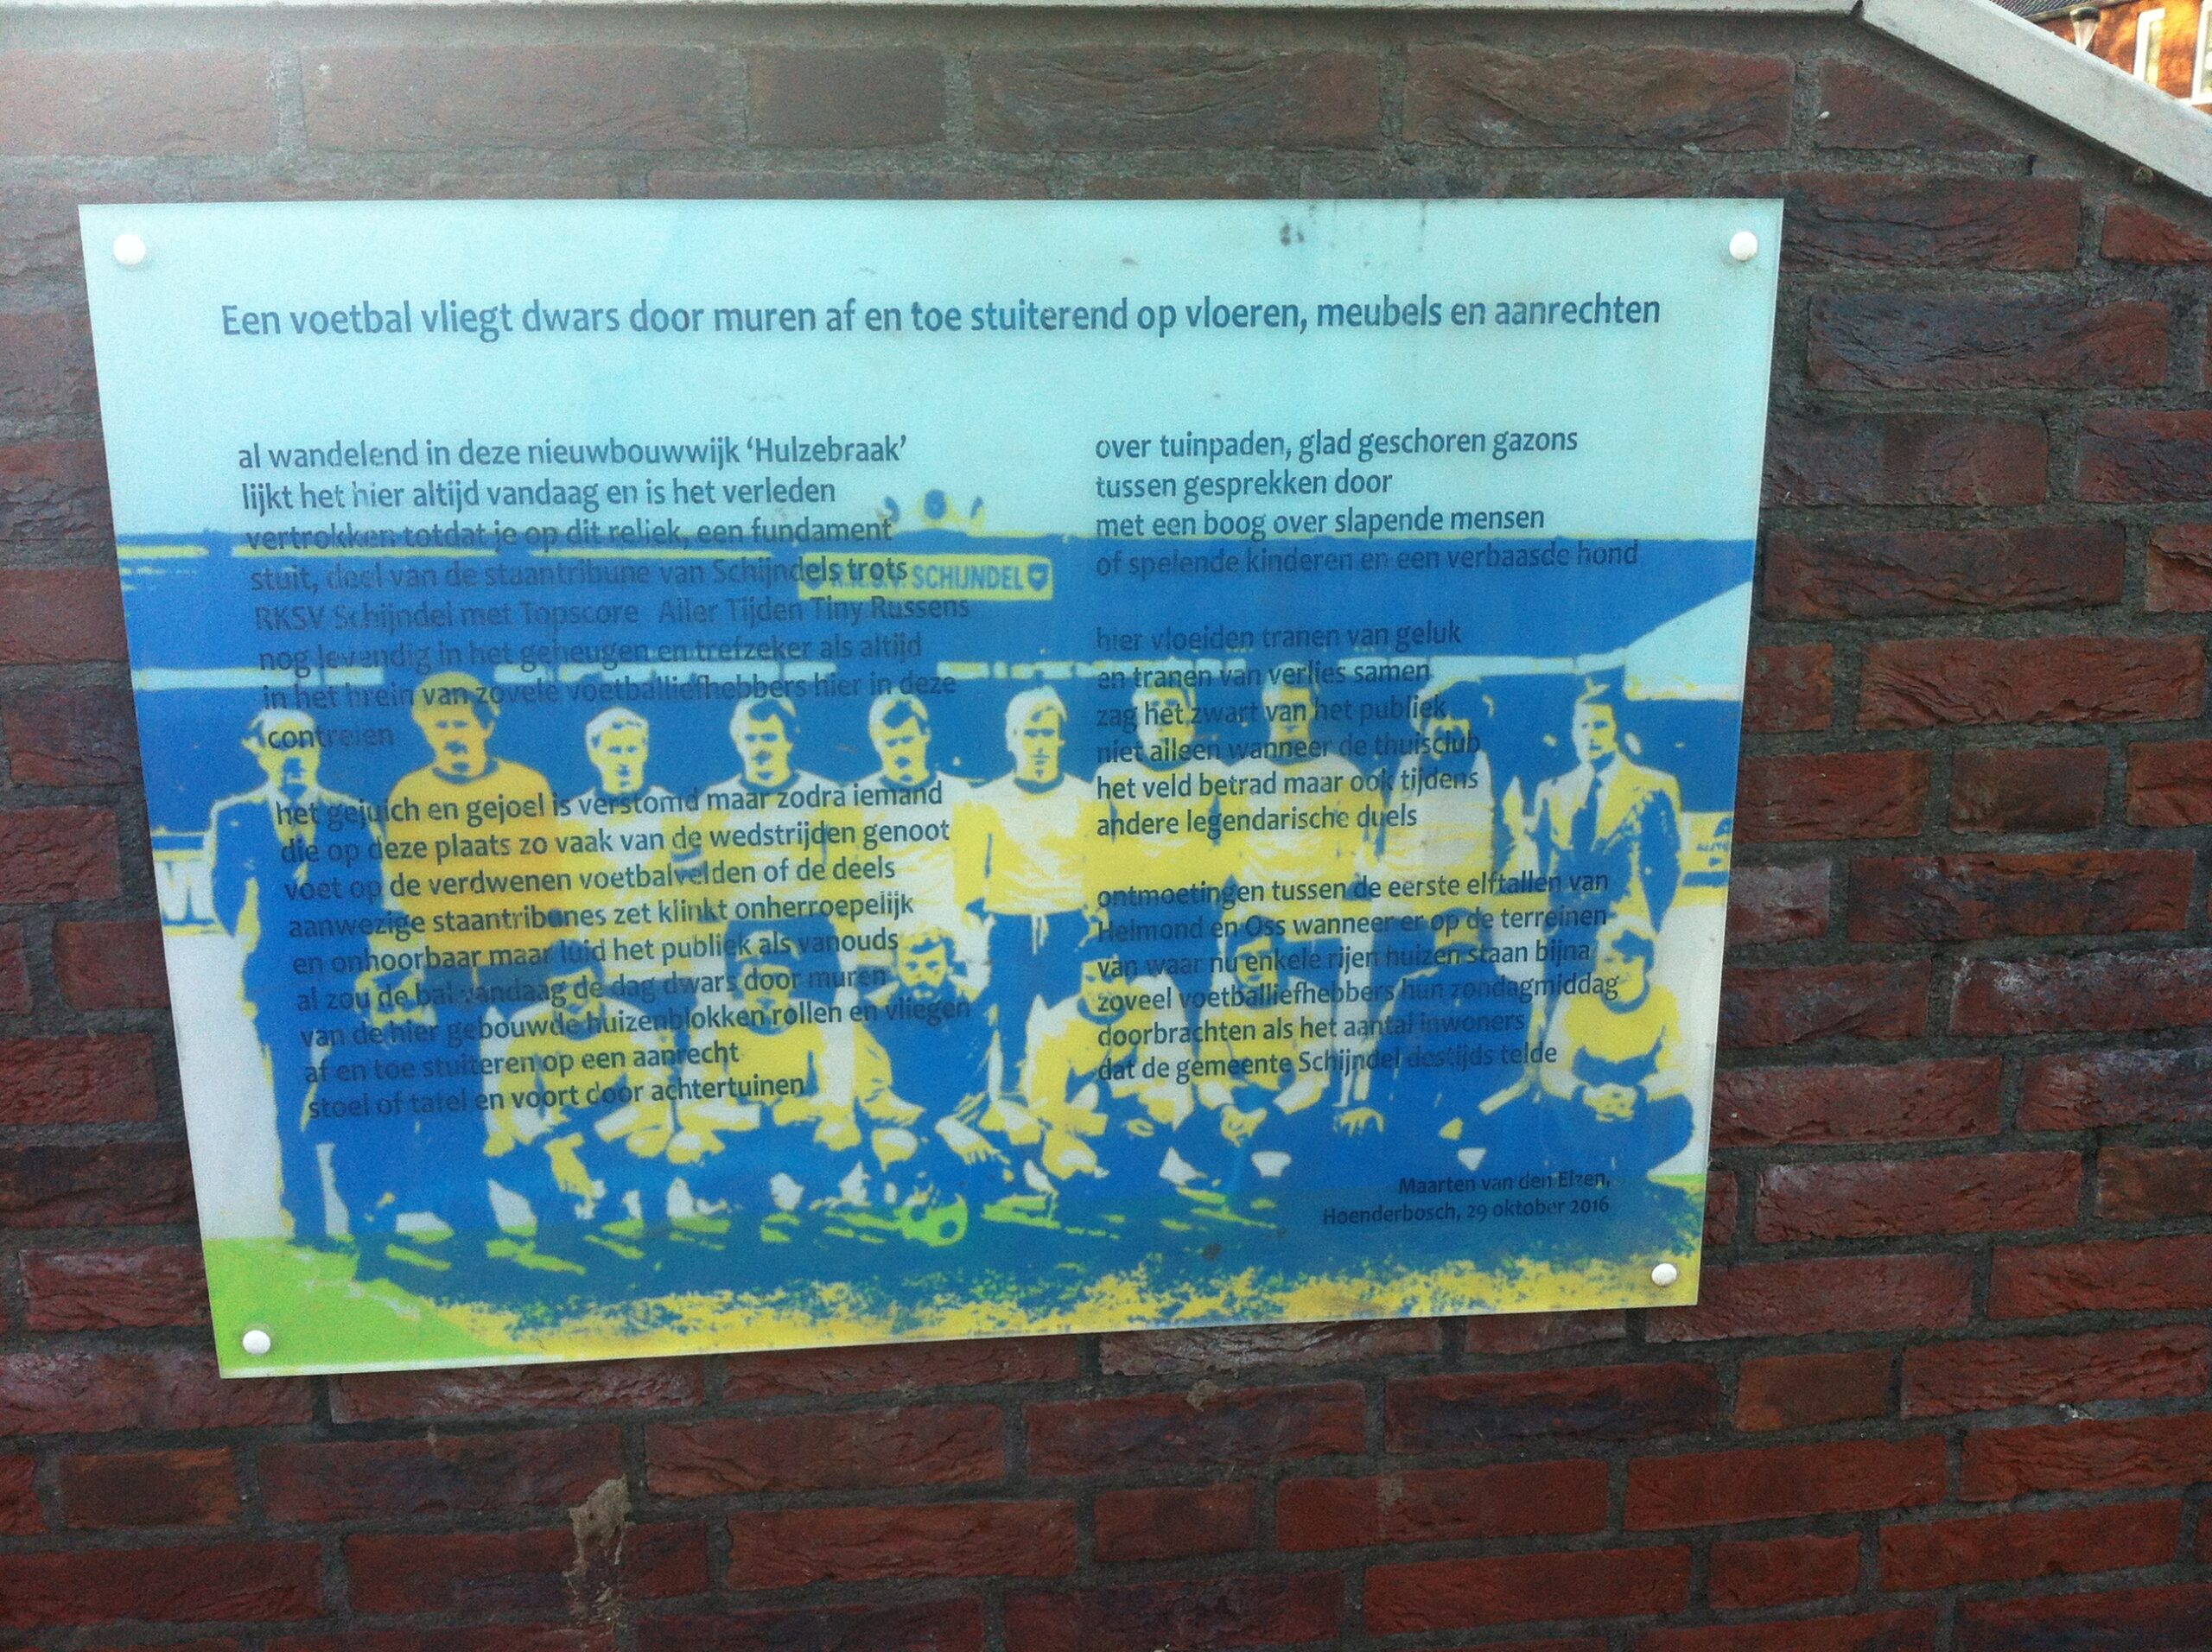 Een voetbal vliegt dwars door muren af en toe stuiterend op vloeren, meubels en aanrechten
al wandelend in deze nieuwbouwwijk ‘Hulzebraak’
lijkt het hier altijd vandaag en is het verleden
vertrokken totdat je op dit reliek, een fundament
stuit, deel van de staantribune van Schijndels trots
RKSV Schijndel met Topscore Aller Tijden Tiny Russens
nog levendig in het geheugen en trefzeker als altijd
in het brein van zovele voetballiefhebbers hier in deze
contreien
het gejuich en gejoel is verstomd maar zodra iemand
die op deze plaats zo vaak van de wedstrijden genoot
voet op de verdwenen voetbalvelden of de deels
aanwezige staantribunes zet klinkt onherroepelijk
en onhoorbaar maar luid het publiek als vanouds
al zou de bal vandaag de dag dwars door muren
van de hier gebouwde huizenblokken rollen en vliegen
af en toe stuiteren op een aanrecht
stoel of tafel en voort door achtertuinen
over tuinpaden, glad geschoren gazons
tussen gesprekken door
met een boog over slapende mensen
of spelende kinderen en een verbaasde hond
hier vloeiden tranen van geluk
en tranen van verlies samen
zag het zwart van het publiek
niet alleen wanneer de thuisclub
het veld betrad maar ook tijdens
andere legendarische duels
ontmoetingen tussen de eerste elftallen van
Helmond en Oss wanneer er op de terreinen
van waar nu enkele rijen huizen staan bijna
zoveel voetballiefhebbers hun zondagmiddag
doorbrachten als het aantal inwoners
dat de gemeente Schijndel destijds telde
Maarten van den Elzen,
Hoenderbosch, 29 oktober 2016
SCHIJNDEL